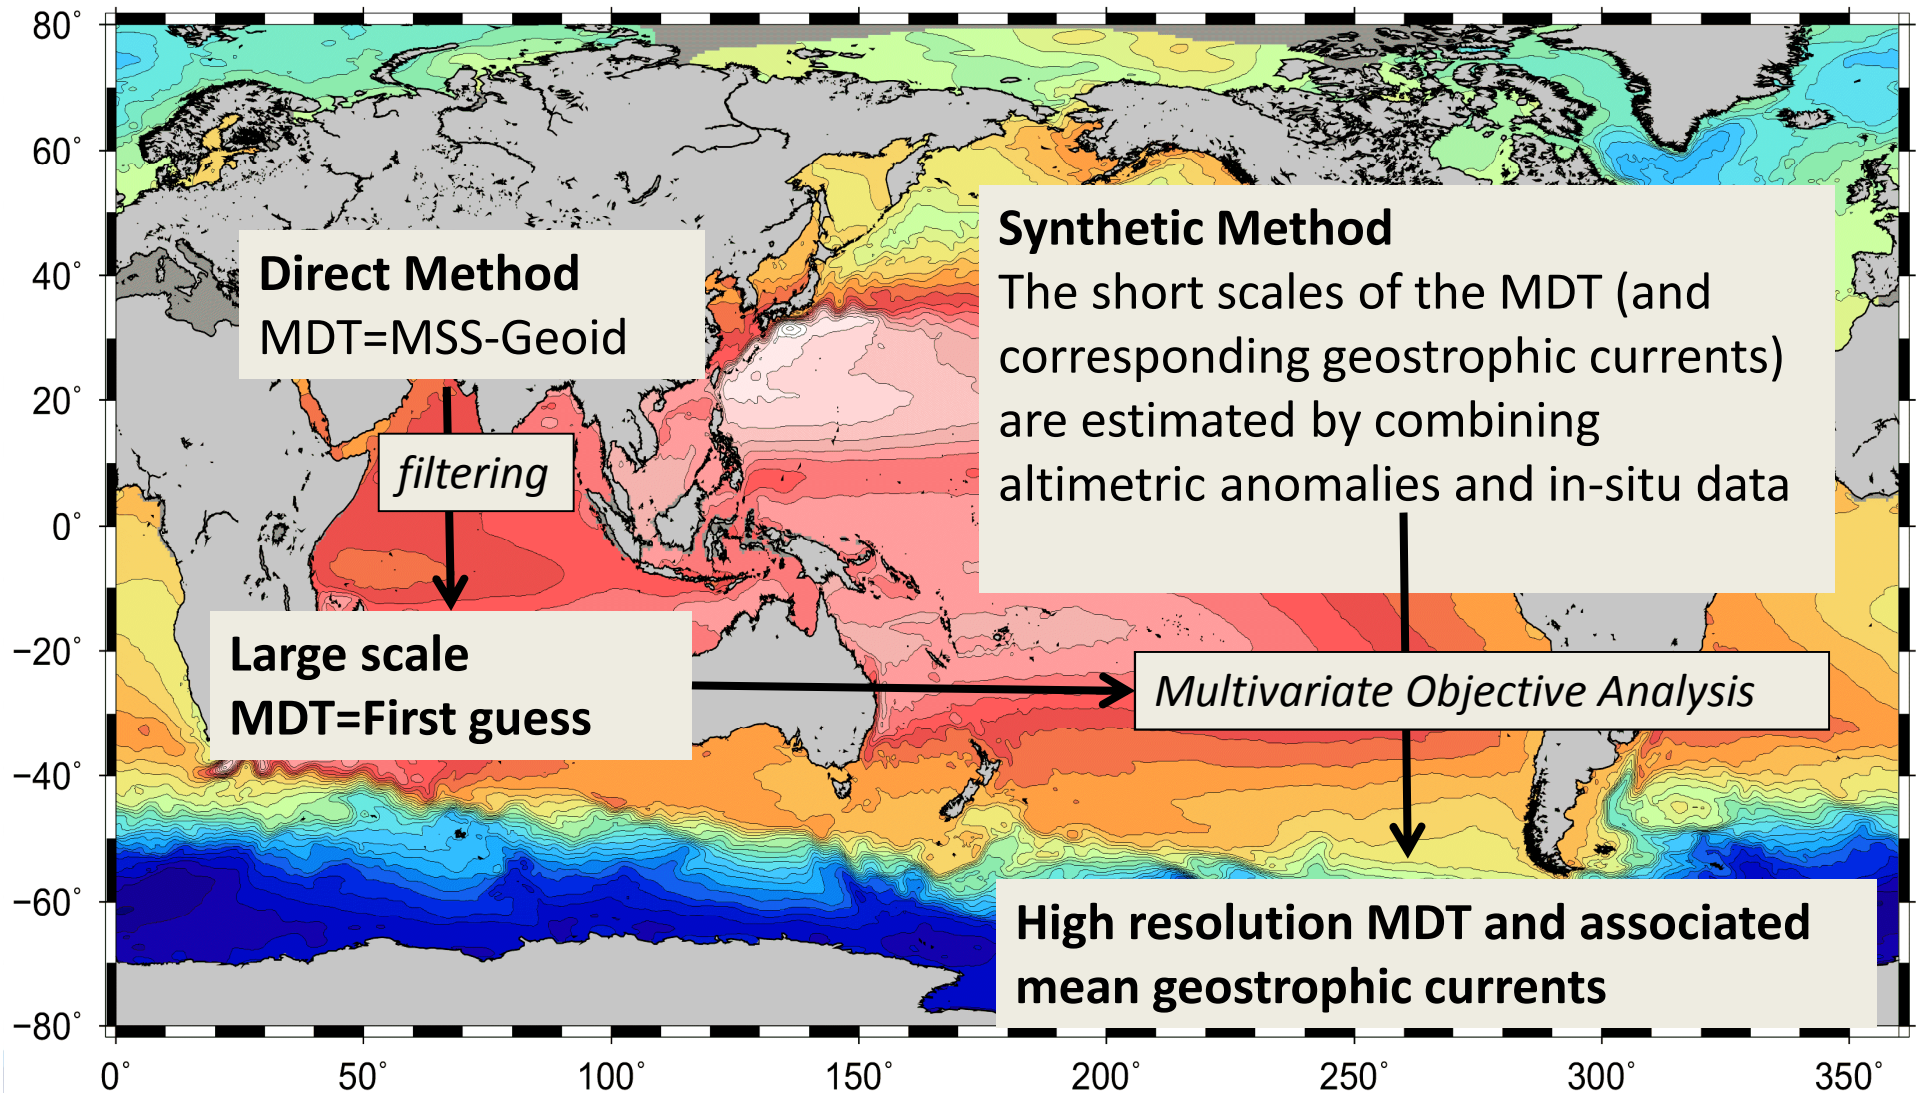 80°
60°
40°
20°
0°
−20°
−40°
−60°
−80°
Direct Method
MDT=MSS-Geoid
filtering
Large scale
MDT=First guess
Synthetic Method
The short scales of the MDT (and
corresponding geostrophic currents)
are estimated by combining
altimetric anomalies and in-situ data
Multivariate Objective Analysis
High resolution MDT and associated
mean geostrophic currents
0° 50° 100° 150° 200° 250° 300° 350°